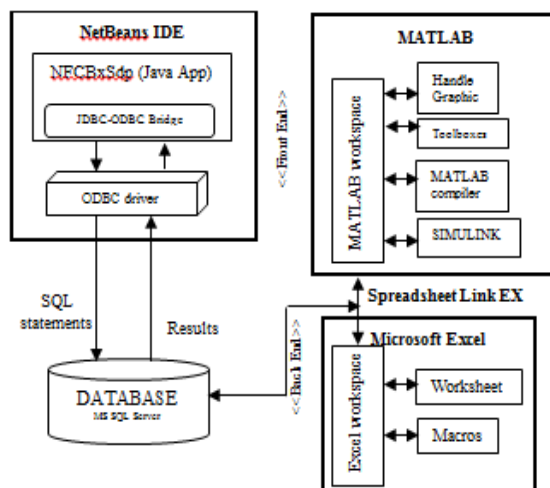 NetBeans IDE
NFCBxSdp (Java App)
JDBC-ODBC Bridge
ODBC driver
SQL
statements
Results
DATABASE
MS SQL Server
<<Front End>>
<<Back End>>
MATLAB
MATLAB workspace
Handle
Graphic
Toolboxes
MATLAB
compiler
SIMULINK
Spreadsheet Link EX
Microsoft Excel
Excel workspace
Worksheet
Macros